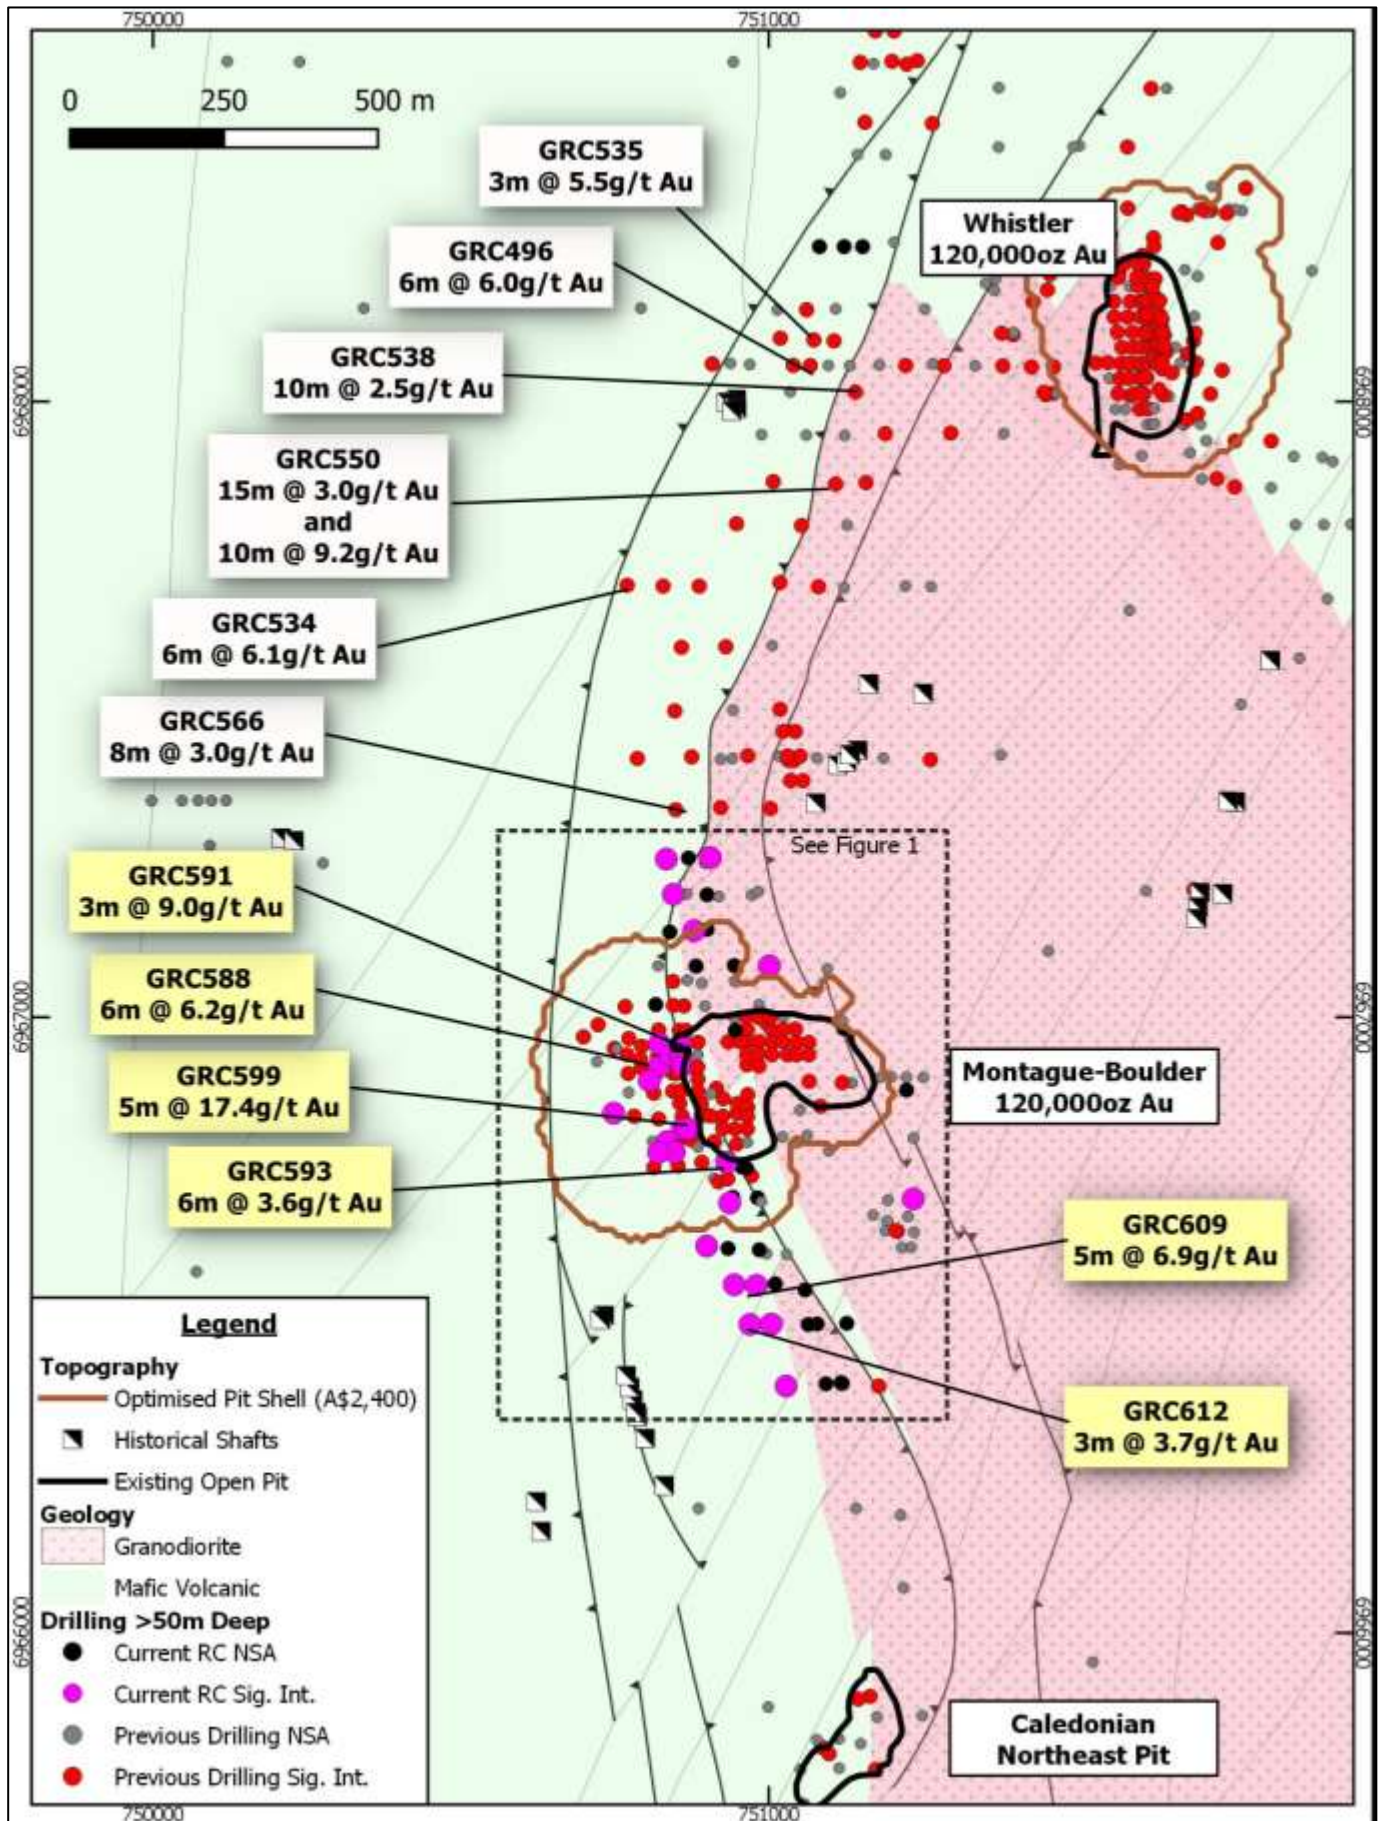 750000
751000
0 250 500 m
GRC535
3m @ 5.5g/t Au
GRC496
6m @ 6.0g/t Au
Whistler
120,000oz Au
GRC538
10m @ 2.5g/t Au
6968000
6968000
GRC550
15m @ 3.0g/t Au
and
10m @ 9.2g/t Au
GRC534
6m @ 6.1g/t Au
GRC566
8m @ 3.0g/t Au
See Figure 1
GRC591
3m @ 9.0g/t Au
GRC588
6m @ 6.2g/t Au
6967000
6967000
GRC599
5m @ 17.4g/t Au
Montague-Boulder
120,000oz Au
GRC593
6m @ 3.6g/t Au
GRC609
5m @ 6.9g/t Au
GRC612
3m @ 3.7g/t Au
Legend
Topography
Optimised Pit Shell (A$2,400)
Historical Shafts
Existing Open Pit
Geology
Granodiorite
Mafic Volcanic
Drilling >50m Deep
Current RC NSA
Current RC Sig. Int.
Previous Drilling NSA
Previous Drilling Sig. Int.
6966000
6966000
Caledonian
Northeast Pit
750000
751000